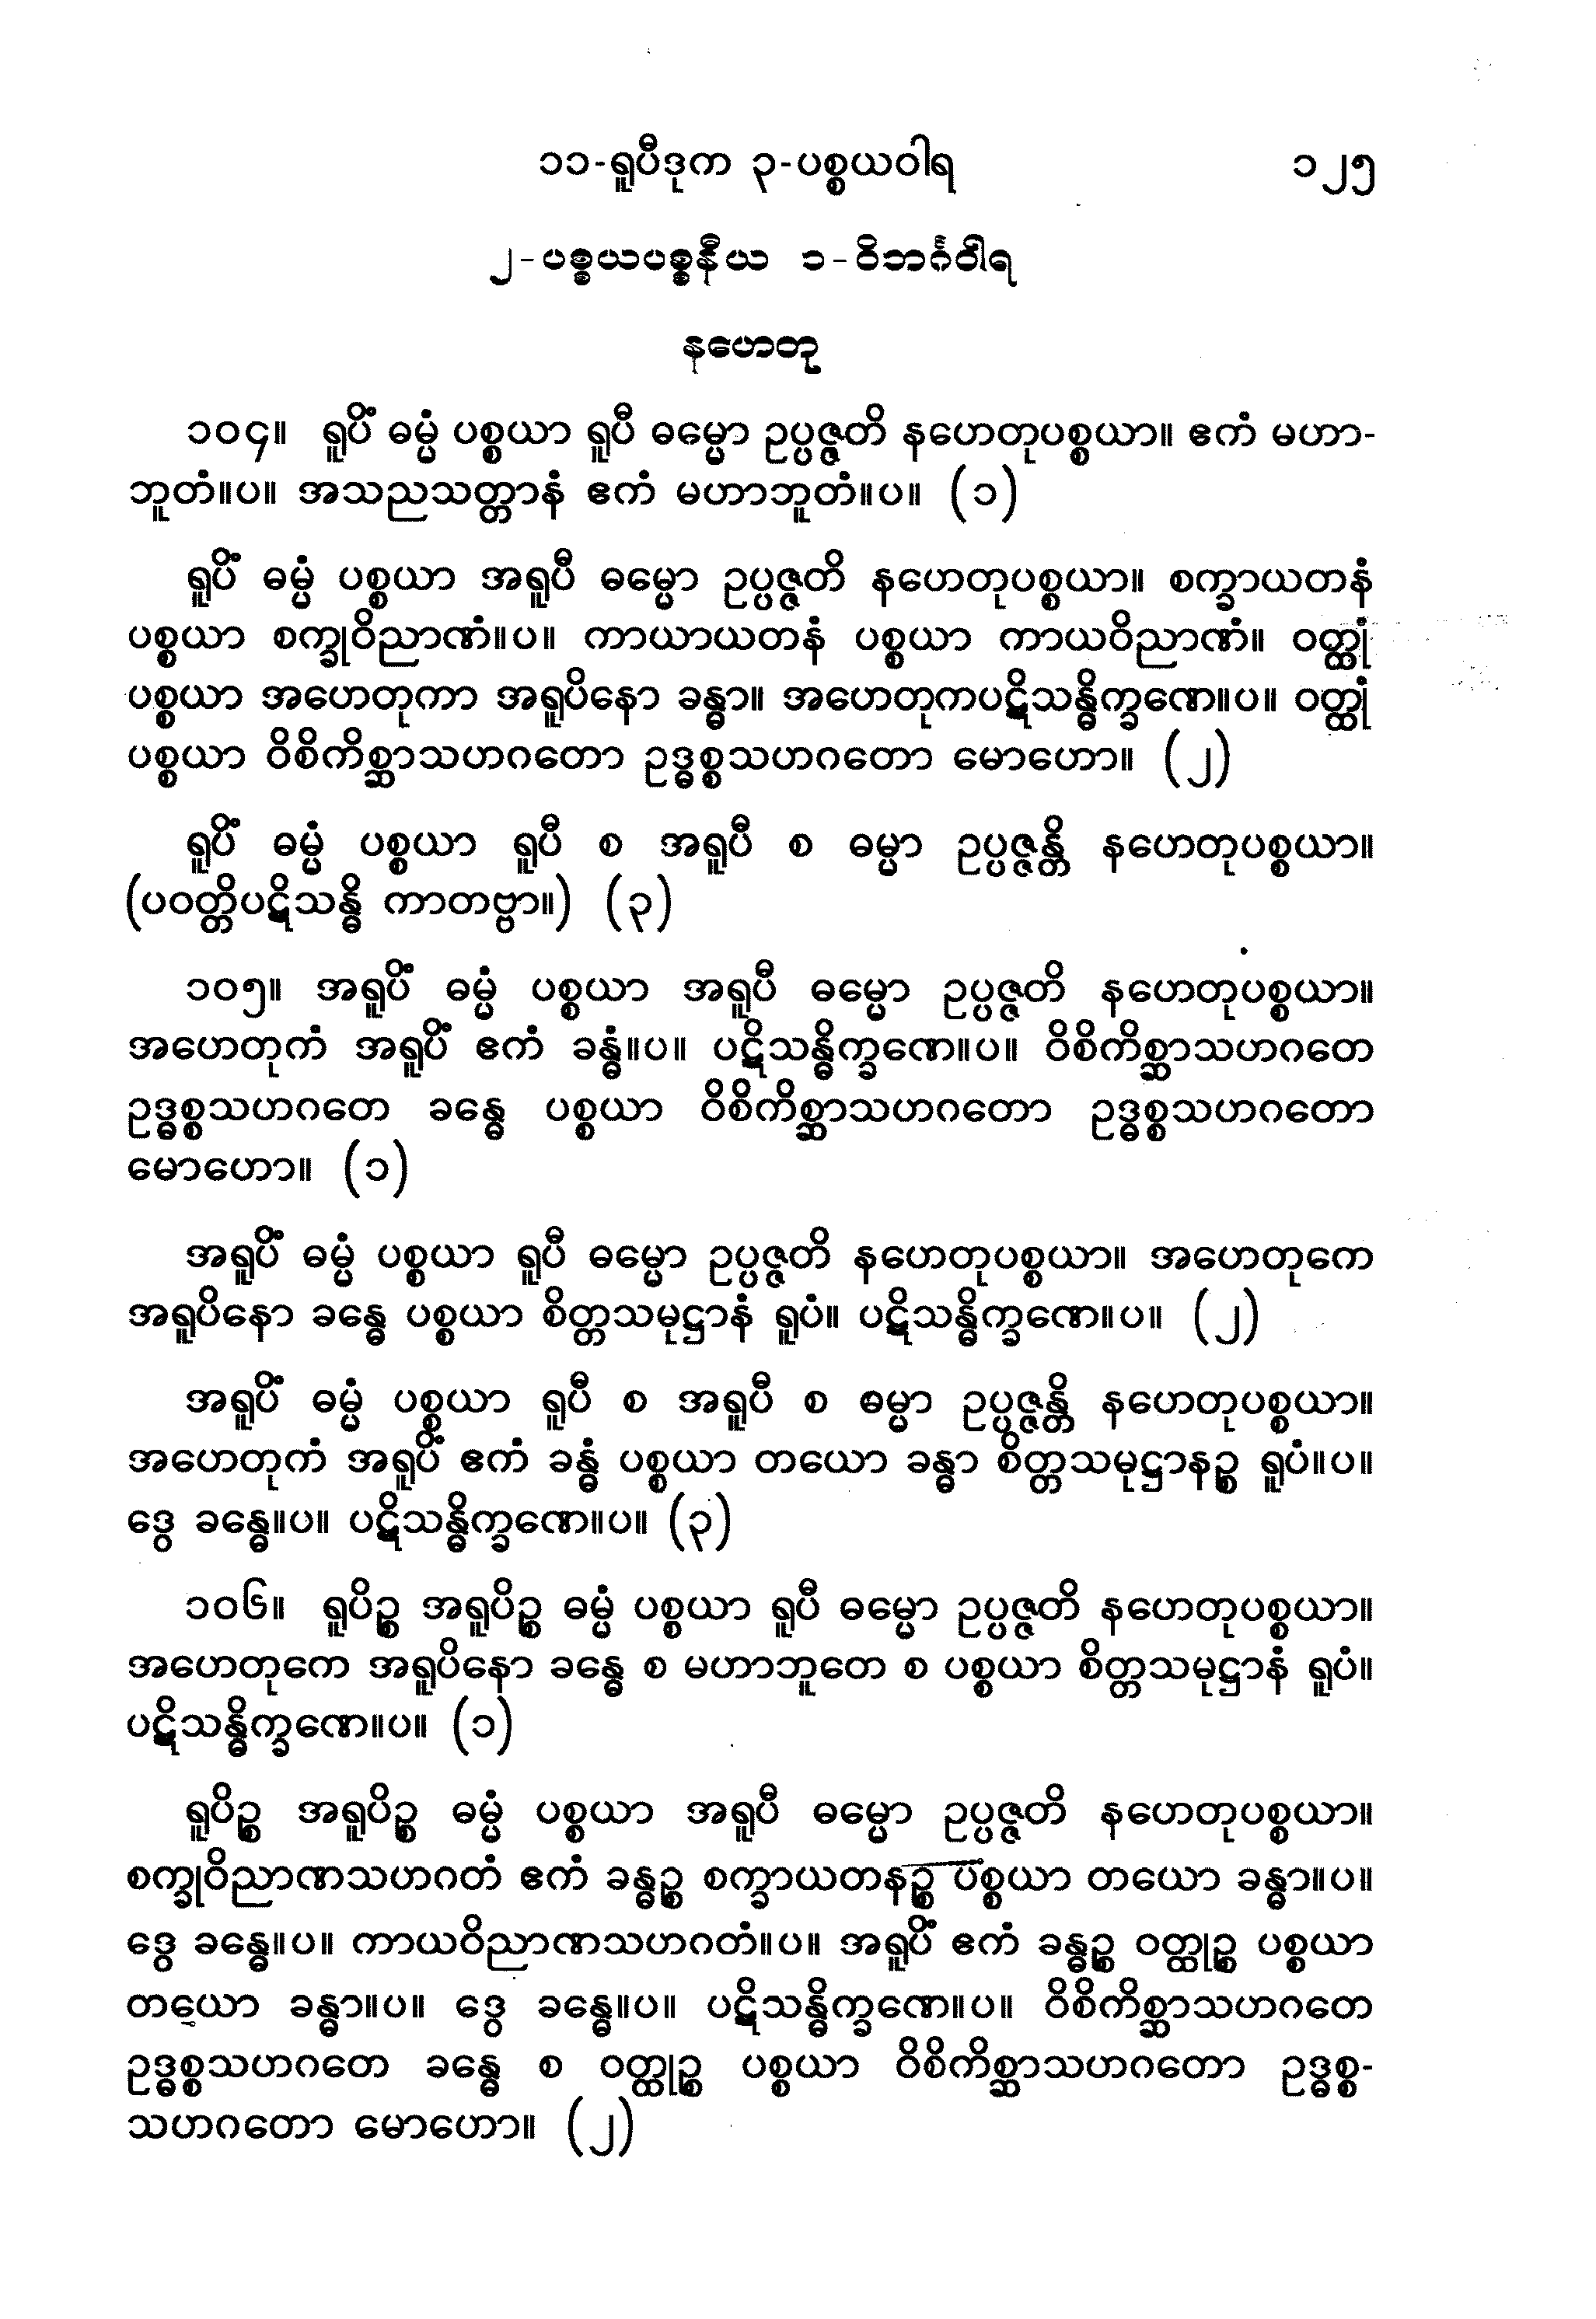 ၁၁-ရူပီဒုက ၃-ပစ္စယဝါရ ၁၂၅
၂-ပစ္စယပစ္စနီယ ၁-ဝိဘင်္ဂဝါရ
နဟေတု
၁၀၄။ ရူပိံ ဓမ္မံ ပစ္စယာ ရူပီ ဓမ္မော ဥပ္ပဇ္ဇတိ နဟေတုပစ္စယာ။ ဧကံ မဟာ-
ဘူတံ။ပ။ အသညသတ္တာနံ ဧကံ မဟာဘူတံ။ပ။ (၁)
ရူပိံ ဓမ္မံ ပစ္စယာ အရူပီ ဓမ္မော ဥပ္ပဇ္ဇတိ နဟေတုပစ္စယာ။ စက္ခာယတနံ
ပစ္စယာ စက္ခုဝိညာဏံ။ပ။ ကာယာယတနံ ပစ္စယာ ကာယဝိညာဏံ။ ဝတ္ထုံ
ပစ္စယာ အဟေတုကာ အရူပိနော ခန္ဓာ။ အဟေတုကပဋိသန္ဓိက္ခဏေ။ပ။ ဝတ္ထုံ
ပစ္စယာ ဝိစိကိစ္ဆာသဟဂတော ဥဒ္ဓစ္စသဟဂတော မောဟော။ (၂)
ရူပိံ ဓမ္မံ ပစ္စယာ ရူပီ စ အရူပီ စ ဓမ္မာ ဥပ္ပဇ္ဇန္တိ နဟေတုပစ္စယာ။
(ပဝတ္တိပဋိသန္ဓိ ကာတဗ္ဗာ။) (၃)
၁၀၅။ အရူပိံ ဓမ္မံ ပစ္စယာ အရူပီ ဓမ္မော ဥပ္ပဇ္ဇတိ နဟေတုပစ္စယာ။
အဟေတုကံ အရူပိံ ဧကံ ခန္ဓံ။ပ။ ပဋိသန္ဓိက္ခဏေ။ပ။ ဝိစိကိစ္ဆာသဟဂတေ
ဥဒ္ဓစ္စသဟဂတေ ခန္ဓေ ပစ္စယာ ဝိစိကိစ္ဆာသဟဂတော ဥဒ္ဓစ္စသဟဂတော
မောဟော။ (၁)
အရူပိံ ဓမ္မံ ပစ္စယာ ရူပီ ဓမ္မော ဥပ္ပဇ္ဇတိ နဟေတုပစ္စယာ။ အဟေတုကေ
အရူပိနော ခန္ဓေ ပစ္စယာ စိတ္တသမုဋ္ဌာနံ ရူပံ။ ပဋိသန္ဓိက္ခဏေ။ပ။ (၂)
အရူပိံ ဓမ္မံ ပစ္စယာ ရူပီ စ အရူပီ စ ဓမ္မာ ဥပ္ပဇ္ဇန္တိ နဟေတုပစ္စယာ။
အဟေတုကံ အရူပိံ ဧကံ ခန္ဓံ ပစ္စယာ တယော ခန္ဓာ စိတ္တသမုဋ္ဌာနဉ္စ ရူပံ။ပ။
ဒွေ ခန္ဓေ။ပ။ ပဋိသန္ဓိက္ခဏေ။ပ။ (၃)
၁၀၆။ ရူပိဉ္စ အရူပိဉ္စ ဓမ္မံ ပစ္စယာ ရူပီ ဓမ္မော ဥပ္ပဇ္ဇတိ နဟေတုပစ္စယာ။
အဟေတုကေ အရူပိနော ခန္ဓေ စ မဟာဘူတေ စ ပစ္စယာ စိတ္တသမုဋ္ဌာနံ ရူပံ။
ပဋိသန္ဓိက္ခဏေ။ပ။ (၁)
ရူပိဉ္စ အရူပိဉ္စ ဓမ္မံ ပစ္စယာ အရူပီ ဓမ္မော ဥပ္ပဇ္ဇတိ နဟေတုပစ္စယာ။
စက္ခုဝိညာဏသဟဂတံ ဧကံ ခန္ဓဉ္စ စက္ခာယတနဉ္စ ပစ္စယာ တယော ခန္ဓာ။ပ။
ဒွေ ခန္ဓေ။ပ။ ကာယဝိညာဏသဟဂတံ။ပ။ အရူပိံ ဧကံ ခန္ဓဉ္စ ဝတ္ထုဉ္စ ပစ္စယာ
တယော ခန္ဓာ။ပ။ ဒွေ ခန္ဓေ။ပ။ ပဋိသန္ဓိက္ခဏေ။ပ။ ဝိစိကိစ္ဆာသဟဂတေ
ဥဒ္ဓစ္စသဟဂတေ ခန္ဓေ စ ဝတ္ထုဉ္စ ပစ္စယာ ဝိစိကိစ္ဆာသဟဂတော ဥဒ္ဓစ္စ-
သဟဂတော မောဟော။ (၂)